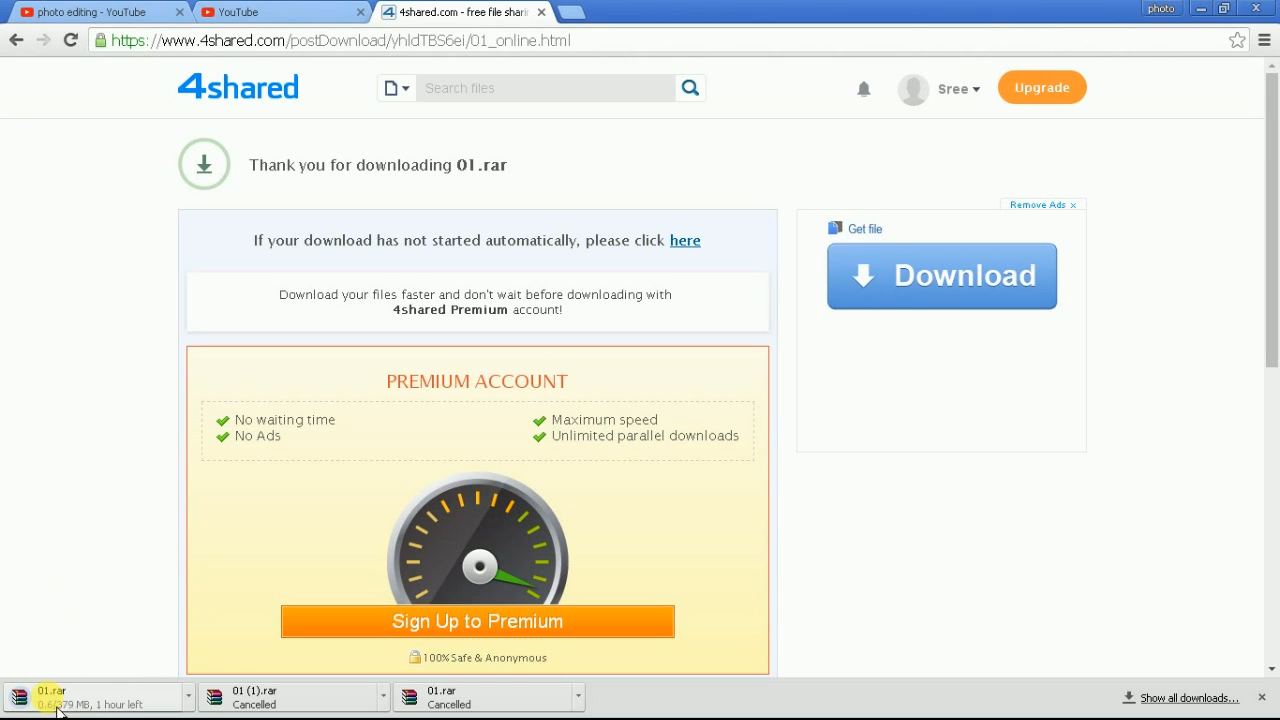 photo editing - YouTube
YouTube
4shared.com - free file sharin
photo
https://www.4shared.com/postDownload/yhldTBS6ei/01_online.html
4shared
Search files
Sree
Upgrade
Thank you for downloading 01.rar
Remove Ads x
If your download has not started automatically, please click here
Get file
Download
Download your files faster and don't wait before downloading with
4shared Premium account!
PREMIUM ACCOUNT
No waiting time
Maximum speed
No Ads
Unlimited parallel downloads
Sign Up to Premium
100% Safe & Anonymous
01.rar
0.6/379 MB, 1 hour left
01 (1).rar
Cancelled
01.rar
Cancelled
Show all downloads...